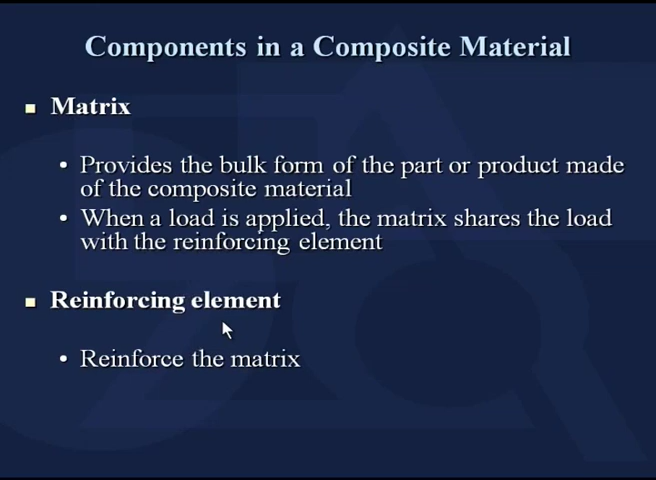 Components in a Composite Material
Matrix
Provides the bulk form of the part or product made
of the composite material
When a load is applied, the matrix shares the load
with the reinforcing element
Reinforcing element
Reinforce the matrix